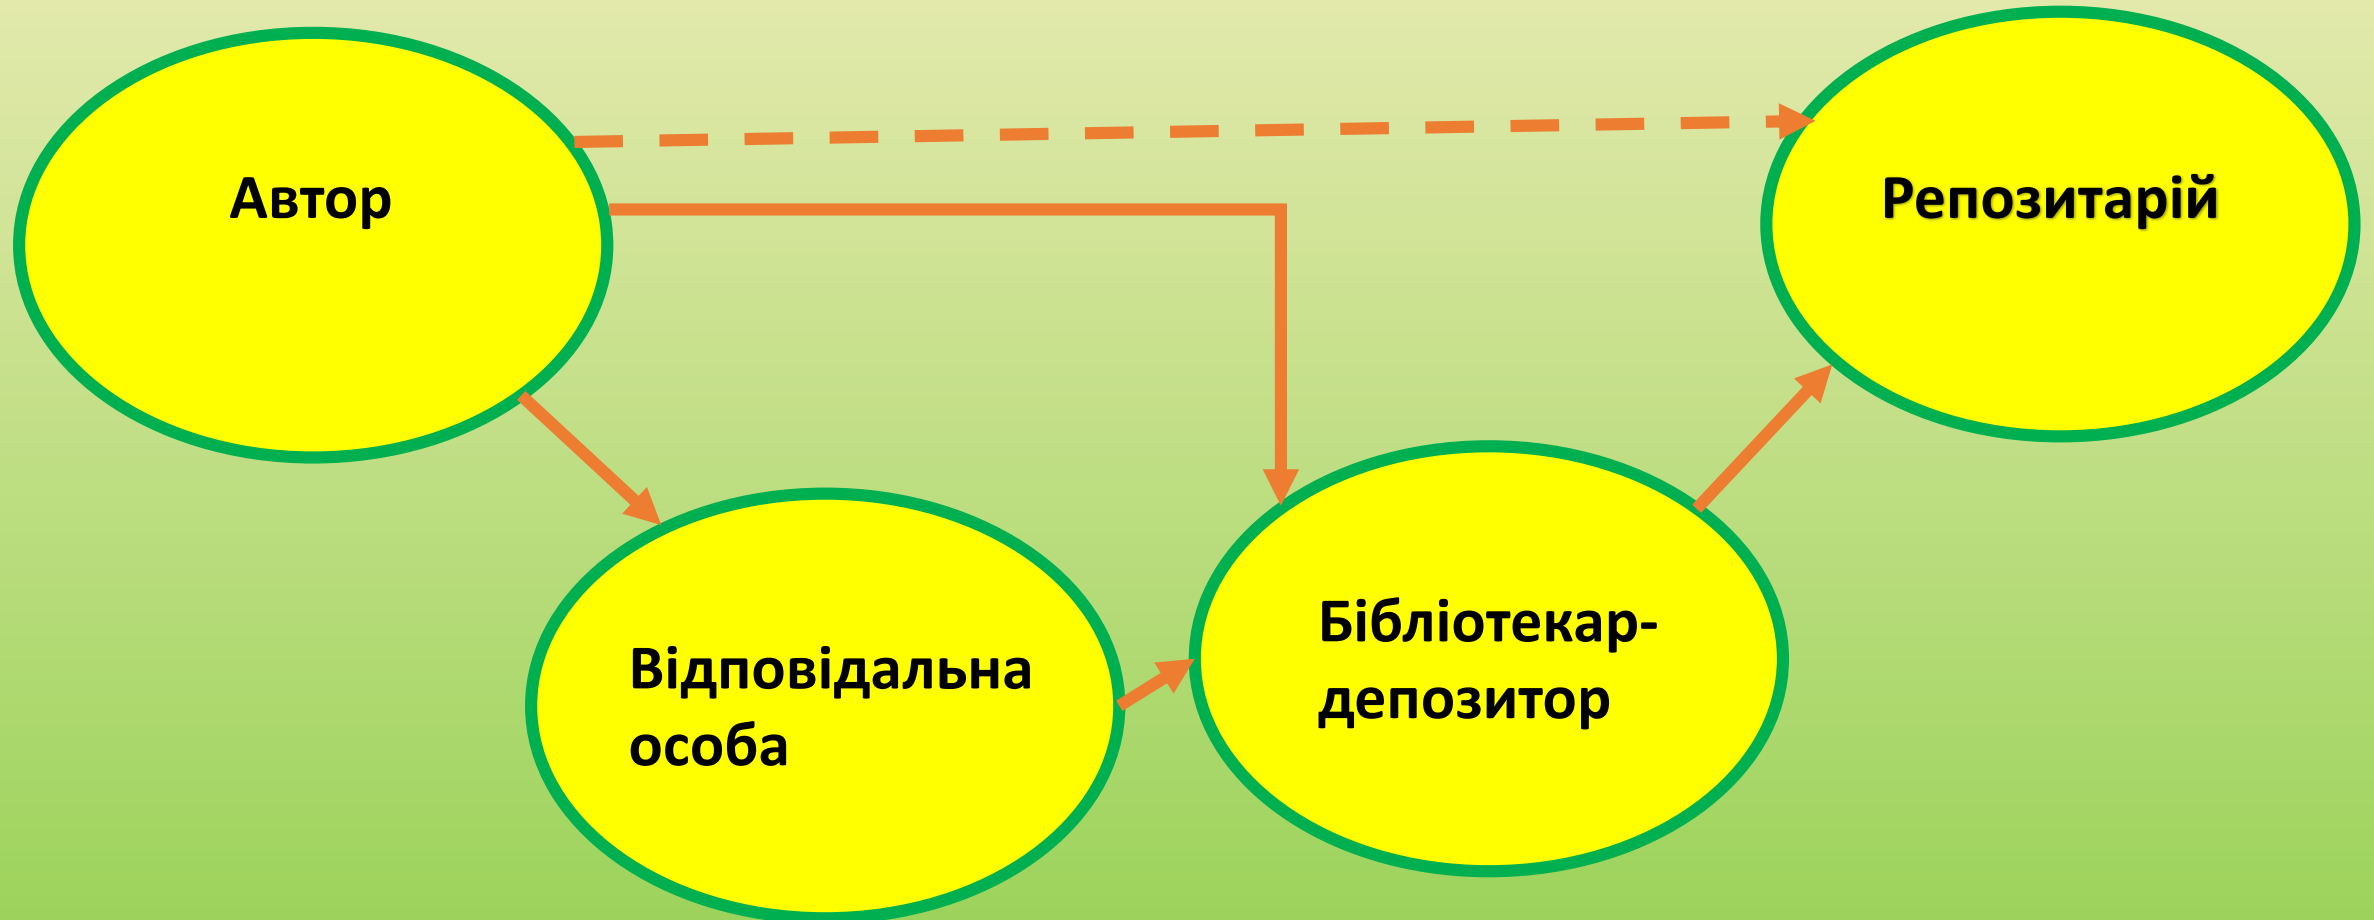 Автор
Репозитарій
Відповідальна
особа
Бібліотекар-
депозитор